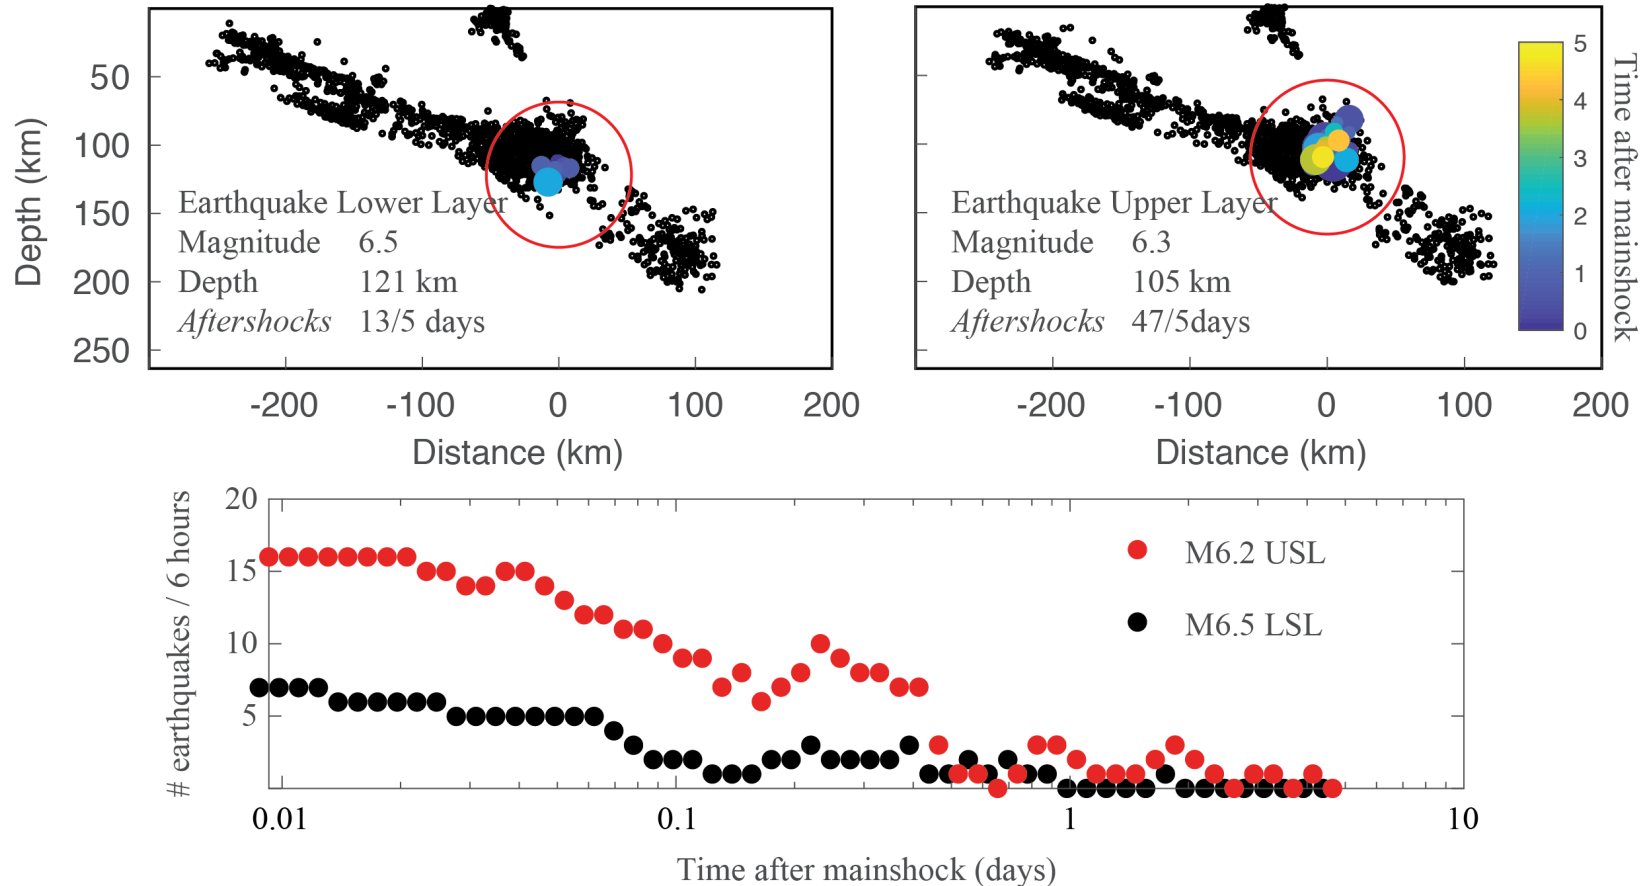 50
100
150
200
250
Depth (km)
Earthquake Lower Layer
Magnitude 6.5
Depth 121 km
Aftershocks 13/5 days
-200 -100 0 100 200
Distance (km)
Earthquake Upper Layer
Magnitude 6.3
Depth 105 km
Aftershocks 47/5days
-200 -100 0 100 200
Distance (km)
5
4
3
2
1
0
Time after mainshock
20
15
10
5
# earthquakes / 6 hours
M6.2 USL
M6.5 LSL
0.01 0.1 1 10
Time after mainshock (days)